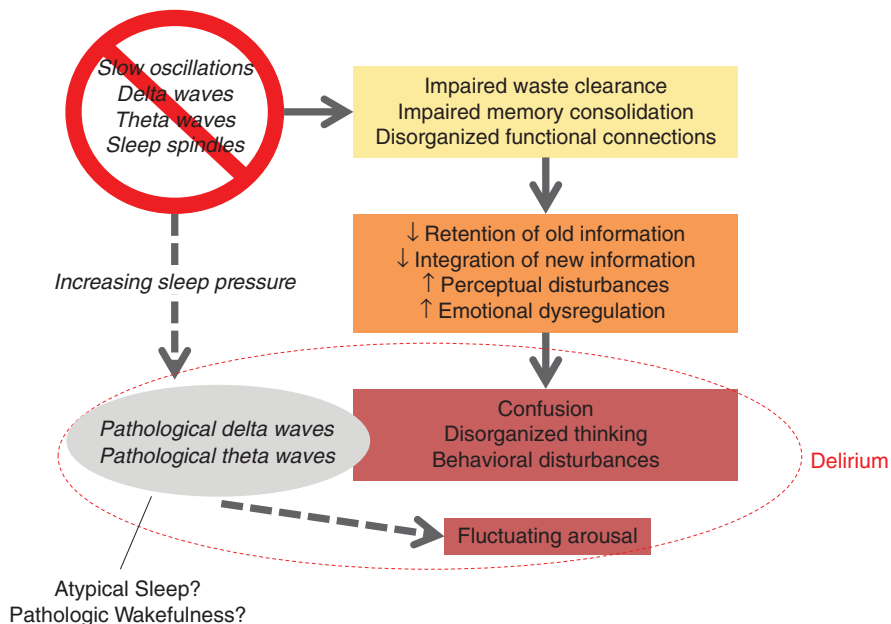 Slow oscillations
Delta waves
Theta waves
Sleep spindles
Impaired waste clearance
Impaired memory consolidation
Disorganized functional connections
↓ Retention of old information
↓ Integration of new information
↑ Perceptual disturbances
↑ Emotional dysregulation
Increasing sleep pressure
Pathological delta waves
Pathological theta waves
Confusion
Disorganized thinking
Behavioral disturbances
Delirium
Fluctuating arousal
Atypical Sleep?
Pathologic Wakefulness?